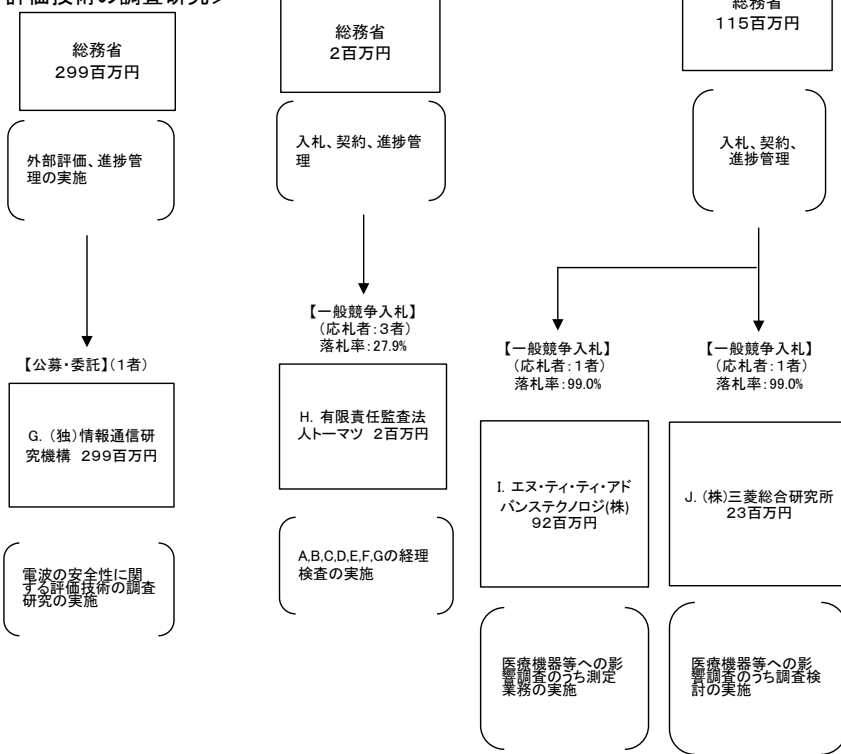 評価技術の調査研究＞
総務省
299百万円
外部評価、進捗管
理の実施
【公募・委託】(1者)
G. (独)情報通信研
究機構 299百万円
電波の安全性に関
する評価技術の調査
研究の実施
総務省
2百万円
入札、契約、進捗管
理
【一般競争入札】
(応札者：3者)
落札率：27.9%
H. 有限責任監査法
人トーマツ 2百万円
A,B,C,D,E,F,Gの経理
検査の実施
総務省
115百万円
入札、契約、
進捗管理
【一般競争入札】
(応札者：1者)
落札率：99.0%
I. エヌ・ティ・ティ・アド
バンステクノロジ(株)
92百万円
医療機器等への影
響調査のうち測定
業務の実施
【一般競争入札】
(応札者：1者)
落札率：99.0%
J. (株)三菱総合研究所
23百万円
医療機器等への影
響調査のうち調査検
討の実施